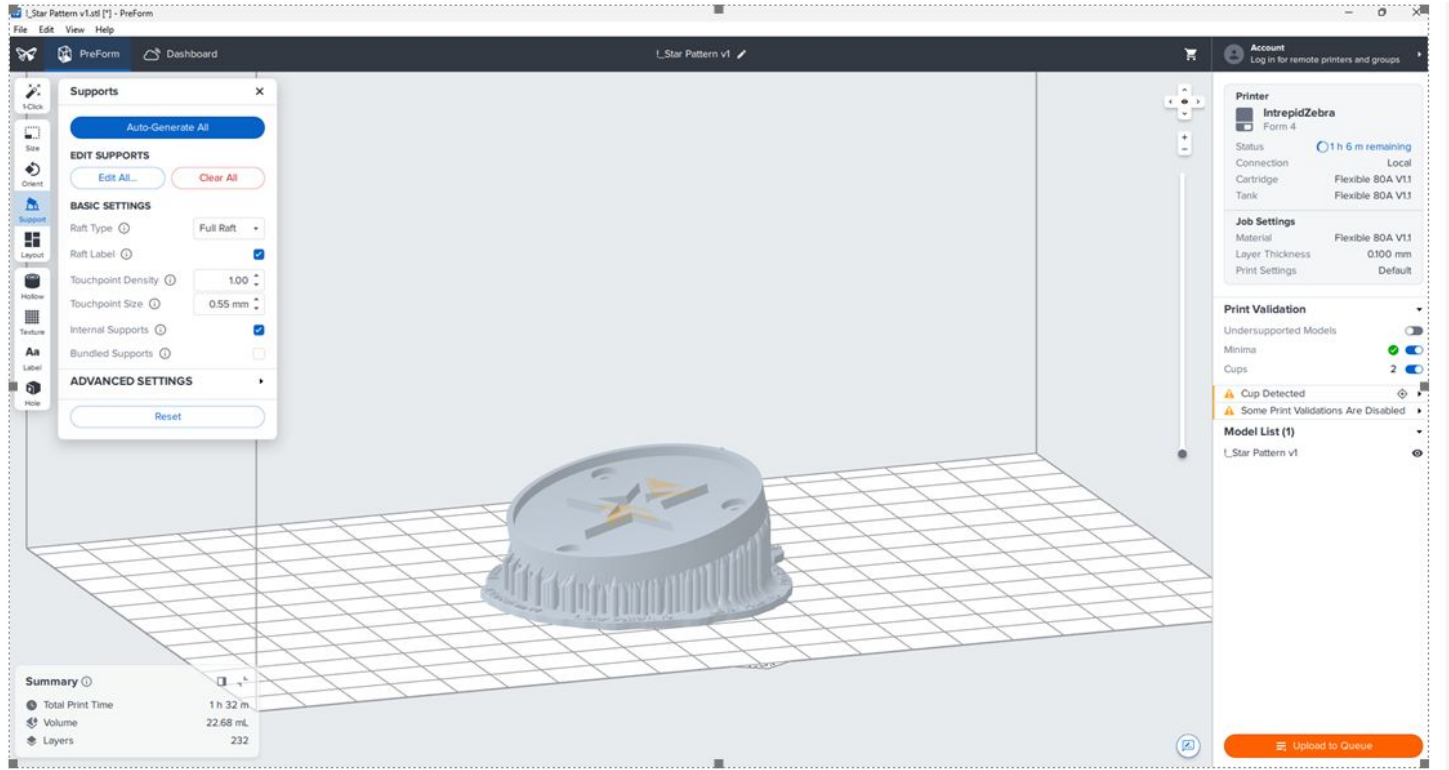 !_Star Pattern v1.stl [*] - PreForm
File Edit View Help
PreForm Dashboard !_Star Pattern v1
Account
Log in for remote printers and groups
1-Click
Size
Orient
Support
Layout
Hollow
Texture
Aa
Label
Hole
Supports
Auto-Generate All
EDIT SUPPORTS
Edit All... Clear All
BASIC SETTINGS
Raft Type Full Raft
Raft Label
Touchpoint Density 1.00
Touchpoint Size 0.55 mm
Internal Supports
Bundled Supports
ADVANCED SETTINGS
Reset
Summary
Total Print Time 1 h 32 m
Volume 22.68 mL
Layers 232
Printer
IntrepidZebra
Form 4
Status 1 h 6 m remaining
Connection Local
Cartridge Flexible 80A V1.1
Tank Flexible 80A V1.1
Job Settings
Material Flexible 80A V1.1
Layer Thickness 0.100 mm
Print Settings Default
Print Validation
Undersupported Models
Minima
Cups 2
Cup Detected
Some Print Validations Are Disabled
Model List (1)
!_Star Pattern v1
Upload to Queue